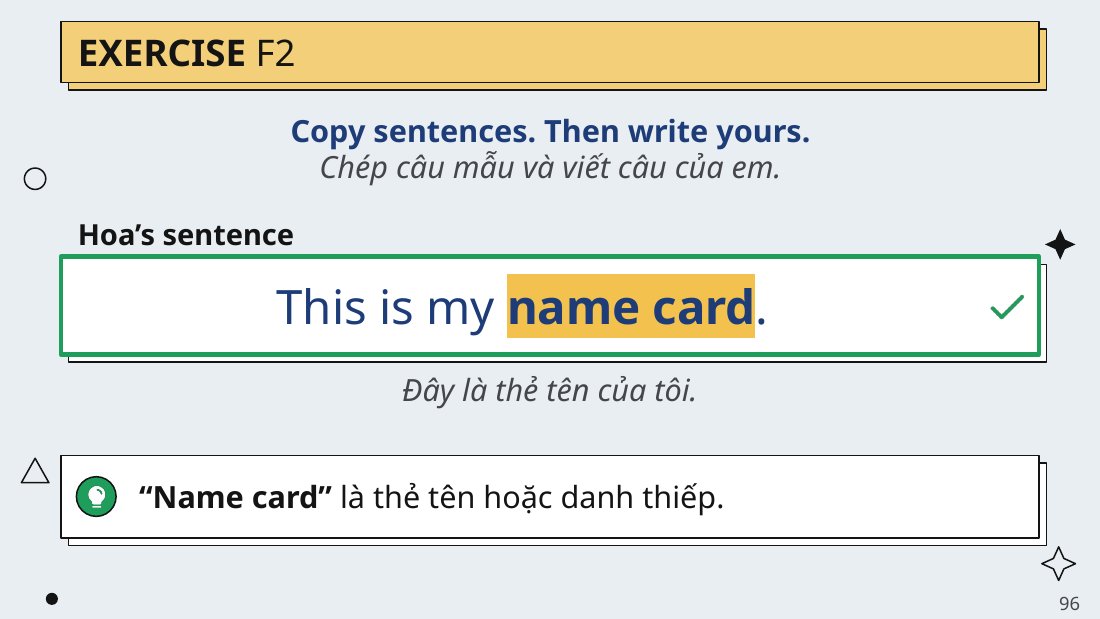 EXERCISE F2
Copy sentences. Then write yours.
Chép câu mẫu và viết câu của em.
Hoa’s sentence
This is my name card.
Đây là thẻ tên của tôi.
“Name card” là thẻ tên hoặc danh thiếp.
96